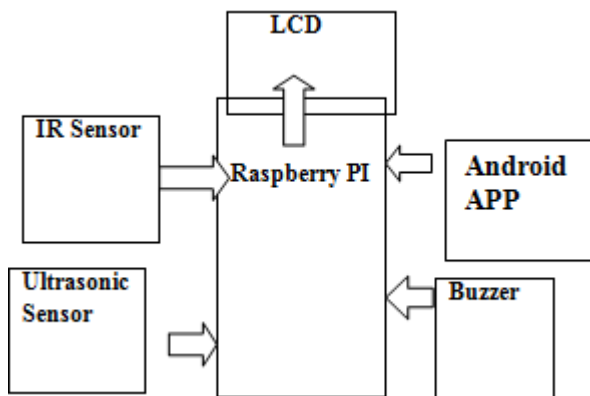 LCD
IR Sensor
Raspberry PI
Android
APP
Ultrasonic
Sensor
Buzzer